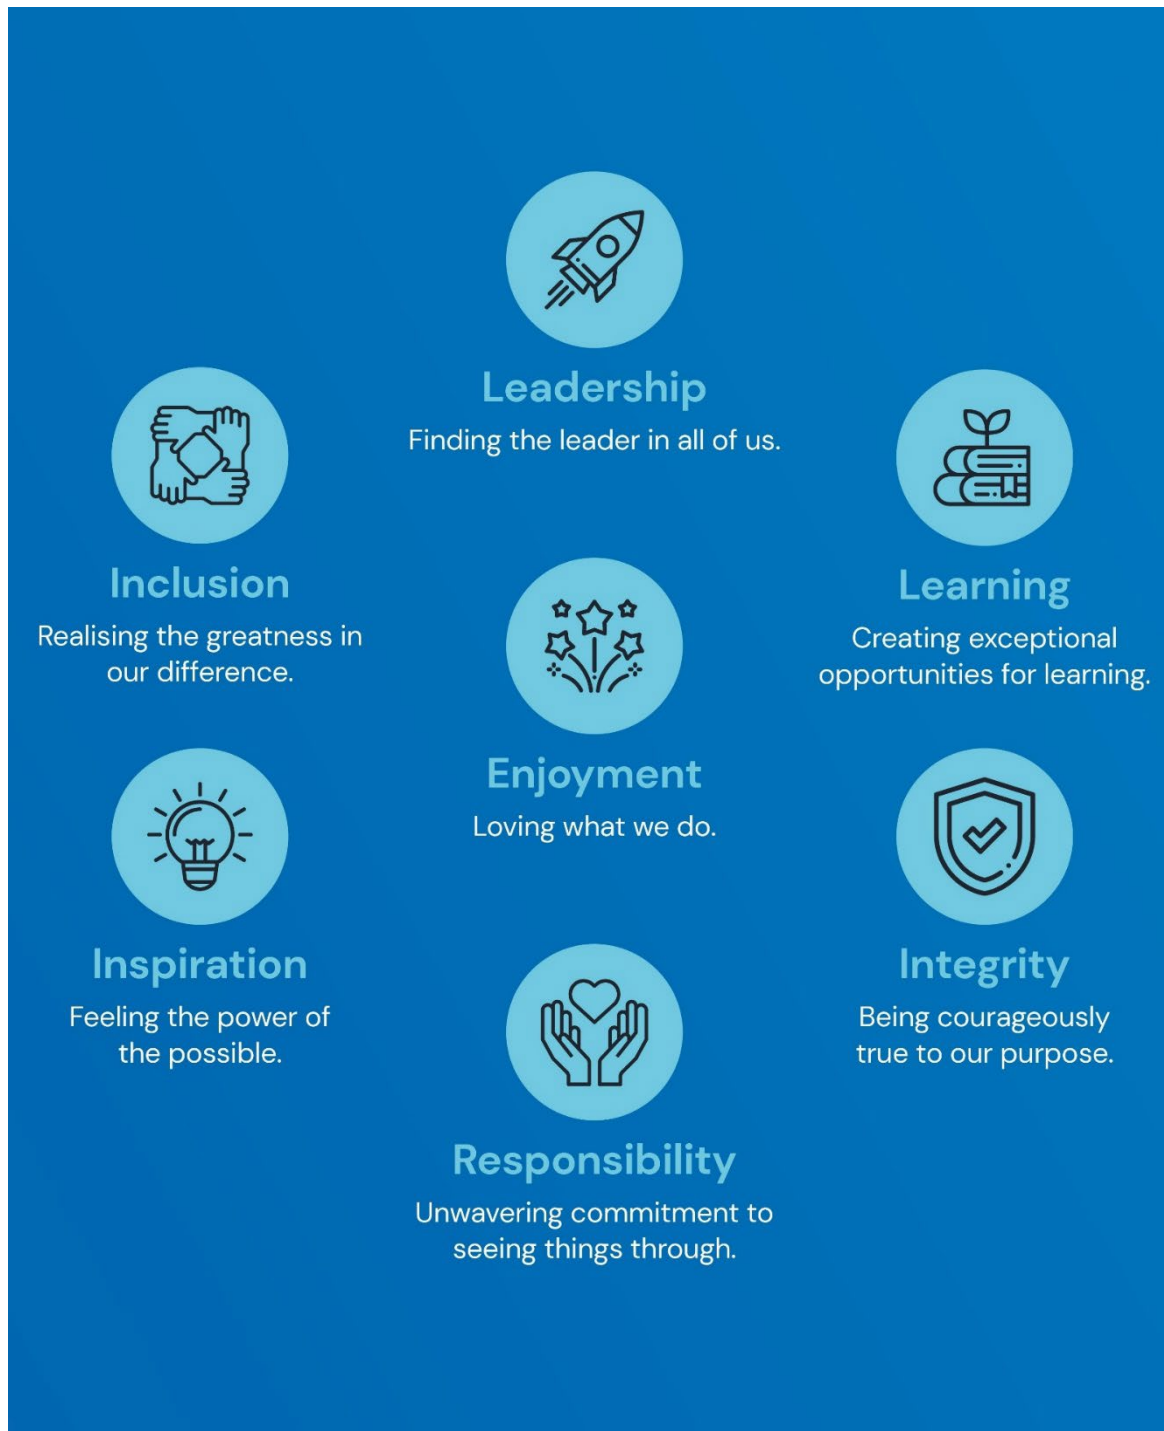 Leadership
Finding the leader in all of us.
Inclusion
Realising the greatness in
our difference.
Learning
Creating exceptional
opportunities for learning.
Enjoyment
Loving what we do.
Inspiration
Feeling the power of
the possible.
Integrity
Being courageously
true to our purpose.
Responsibility
Unwavering commitment to
seeing things through.